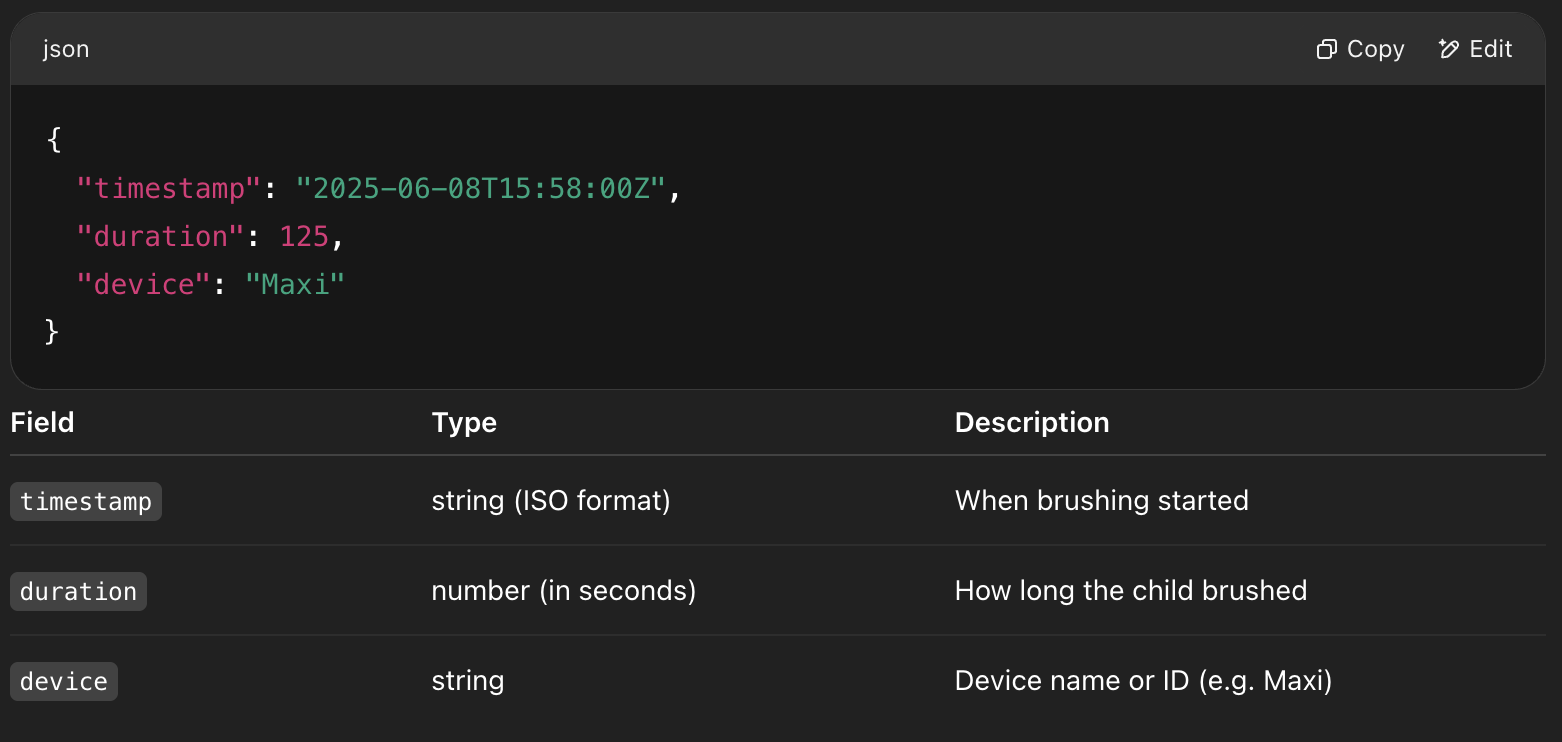 json Copy Edit
{
"timestamp": "2025-06-08T15:58:00Z",
"duration": 125,
"device": "Maxi"
}
Field Type Description
timestamp string (ISO format) When brushing started
duration number (in seconds) How long the child brushed
device string Device name or ID (e.g. Maxi)